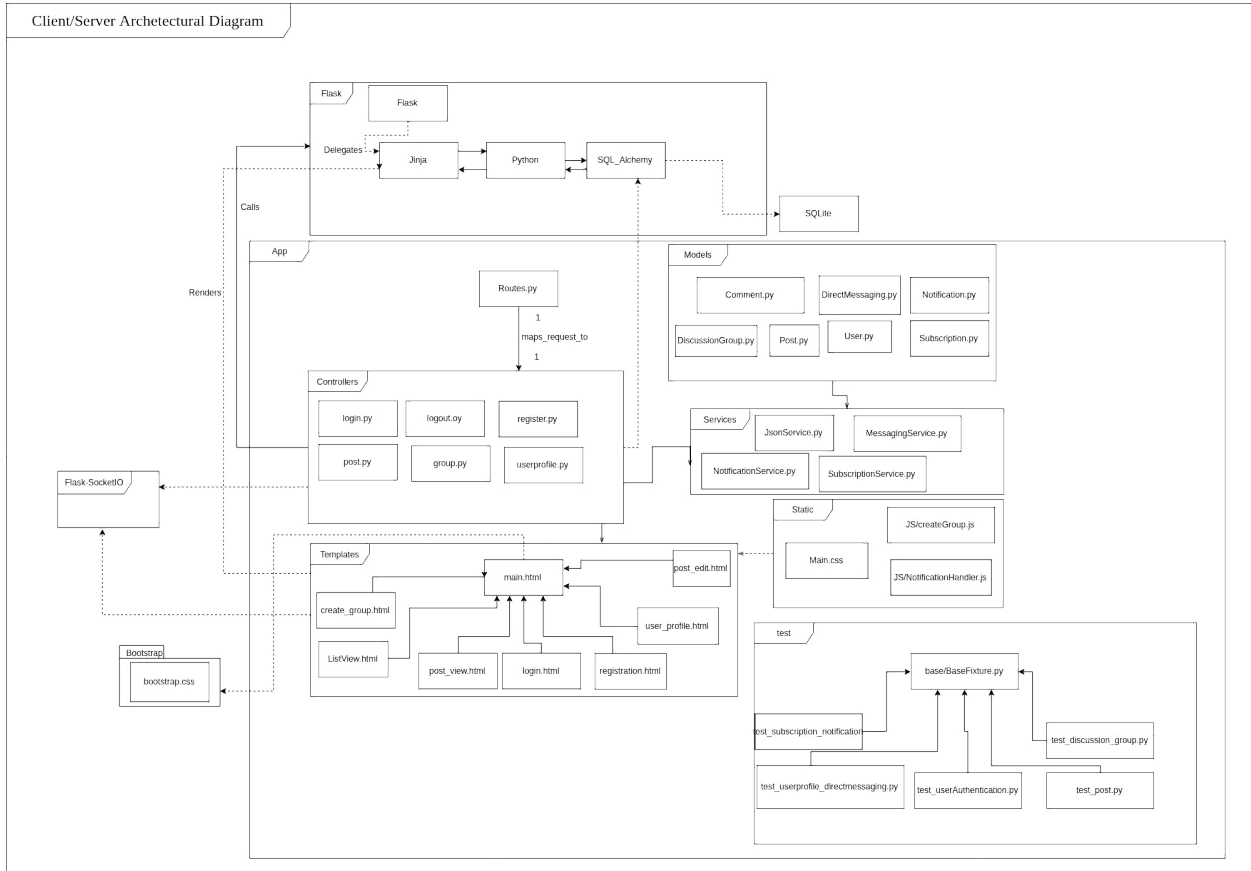 Client/Server Archetectural Diagram
Flask
Flask
Delegates
Jinja
Python
SQL_Alchemy
Calls
SQLite
App
Models
Routes.py
Comment.py
DirectMessaging.py
Notification.py
Renders
1
maps_request_to
1
DiscussionGroup.py
Post.py
User.py
Subscription.py
Controllers
login.py
logout.oy
register.py
post.py
group.py
userprofile.py
Services
JsonService.py
MessagingService.py
NotificationService.py
SubscriptionService.py
Flask-SocketIO
Static
JS/createGroup.js
Main.css
JS/NotificationHandler.js
Templates
main.html
post_edit.html
create_group.html
user_profile.html
ListView.html
post_view.html
login.html
registration.html
Bootstrap
bootstrap.css
test
base/BaseFixture.py
test_subscription_notification
test_discussion_group.py
test_userprofile_directmessaging.py
test_userAuthentication.py
test_post.py